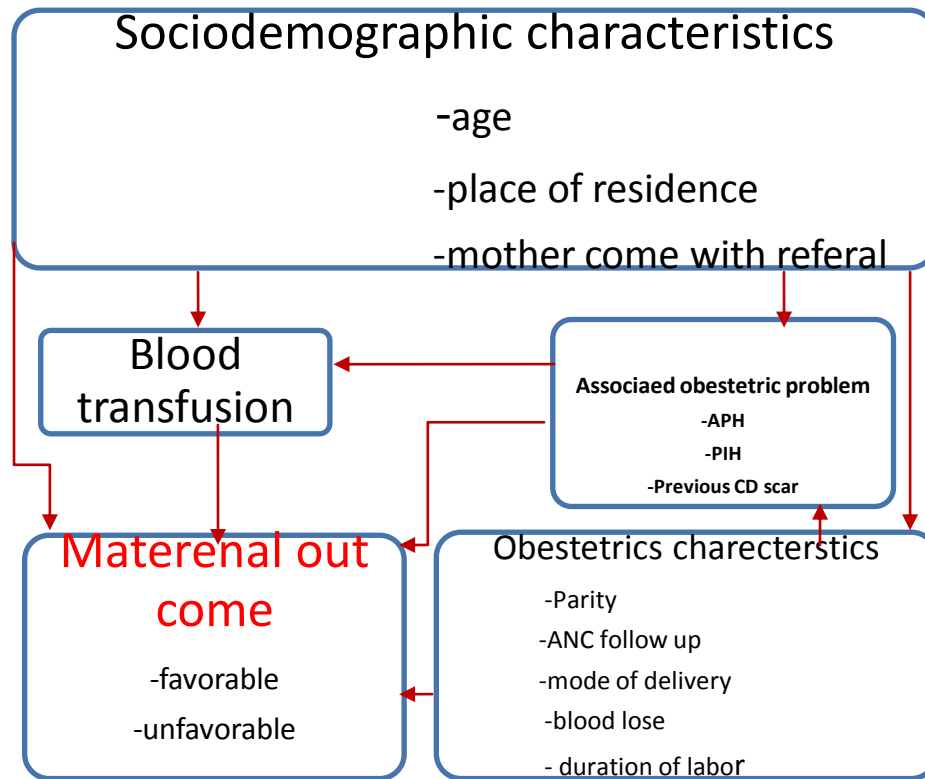 Sociodemographic characteristics
-age
-place of residence
-mother come with referal
Blood
transfusion
Associaed obestetric problem
-APH
-PIH
-Previous CD scar
Materenal out
come
-favorable
-unfavorable
Obestetrics charecterstics
-Parity
-ANC follow up
-mode of delivery
-blood lose
- duration of labor